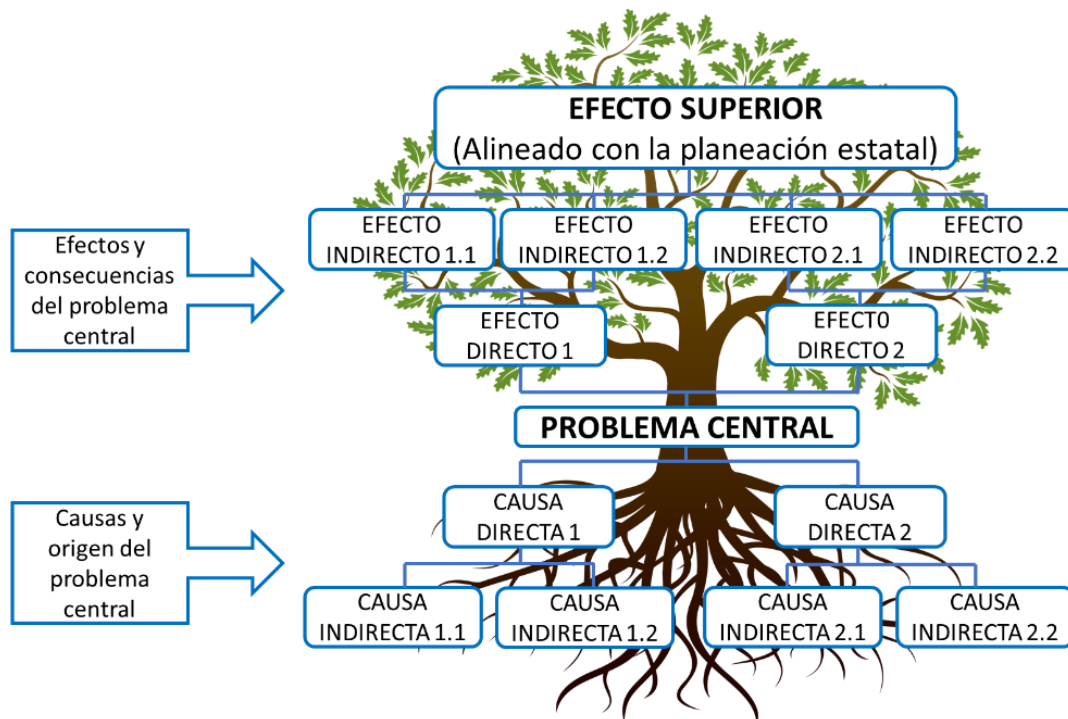 EFECTO SUPERIOR
(Alineado con la planeación estatal)
EFECTO
INDIRECTO 1.1
EFECTO
INDIRECTO 1.2
EFECTO
INDIRECTO 2.1
EFECTO
INDIRECTO 2.2
Efectos y
consecuencias
del problema
central
EFECTO
DIRECTO 1
EFECT0
DIRECTO 2
PROBLEMA CENTRAL
Causas y
origen del
problema
central
CAUSA
DIRECTA 1
CAUSA
DIRECTA 2
CAUSA
INDIRECTA 1.1
CAUSA
INDIRECTA 1.2
CAUSA
INDIRECTA 2.1
CAUSA
INDIRECTA 2.2